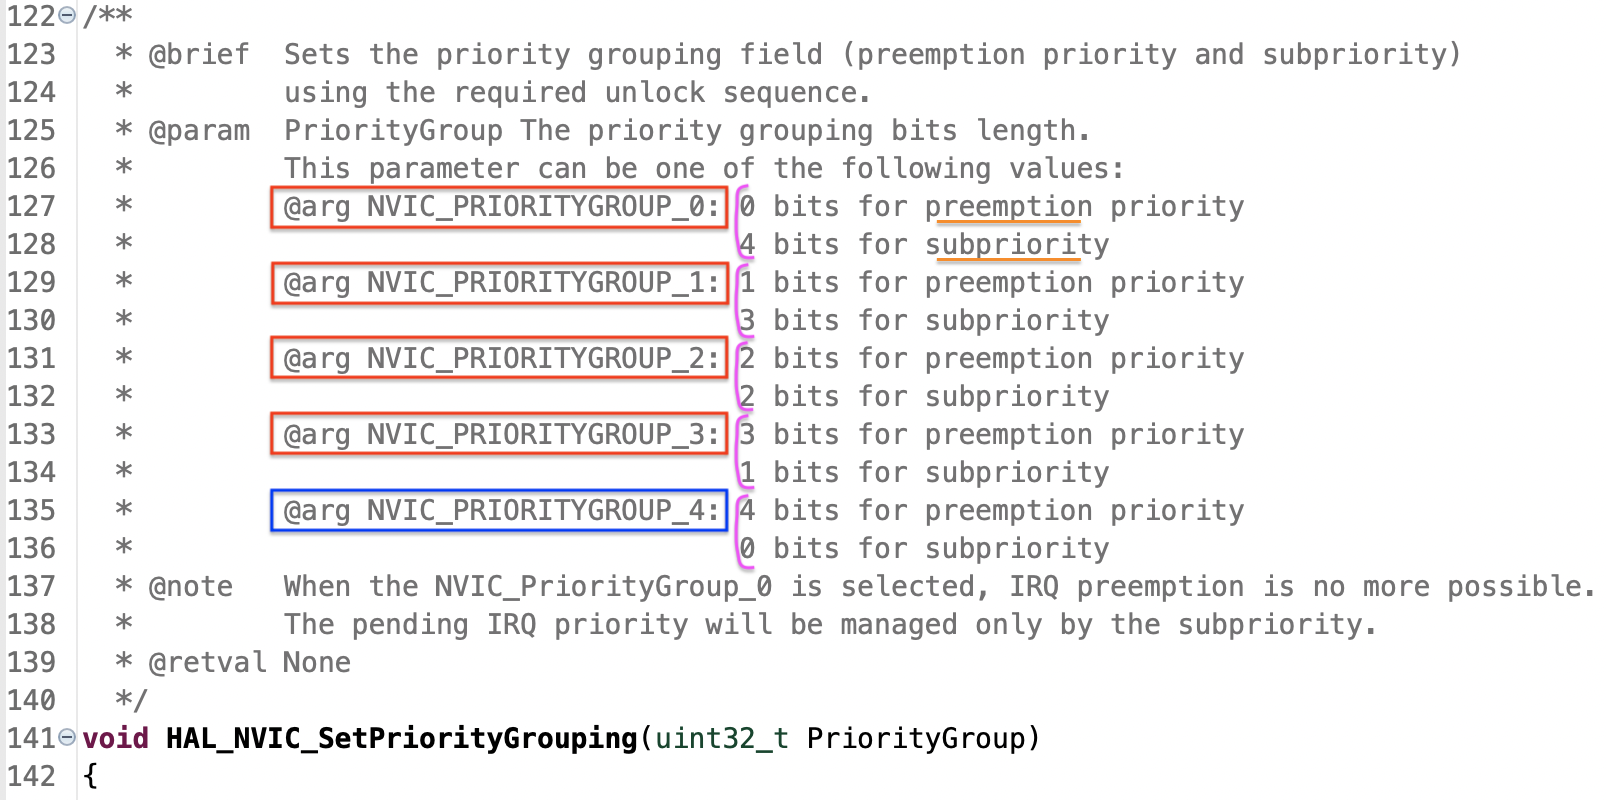 122 /**
123 * @brief Sets the priority grouping field (preemption priority and subpriority)
124 * using the required unlock sequence.
125 * @param PriorityGroup The priority grouping bits length.
126 * This parameter can be one of the following values:
127 * @arg NVIC_PRIORITYGROUP_0: 0 bits for preemption priority
128 * 4 bits for subpriority
129 * @arg NVIC_PRIORITYGROUP_1: 1 bits for preemption priority
130 * 3 bits for subpriority
131 * @arg NVIC_PRIORITYGROUP_2: 2 bits for preemption priority
132 * 2 bits for subpriority
133 * @arg NVIC_PRIORITYGROUP_3: 3 bits for preemption priority
134 * 1 bits for subpriority
135 * @arg NVIC_PRIORITYGROUP_4: 4 bits for preemption priority
136 * 0 bits for subpriority
137 * @note When the NVIC_PriorityGroup_0 is selected, IRQ preemption is no more possible.
138 * The pending IRQ priority will be managed only by the subpriority.
139 * @retval None
140 */
141 void HAL_NVIC_SetPriorityGrouping(uint32_t PriorityGroup)
142 {